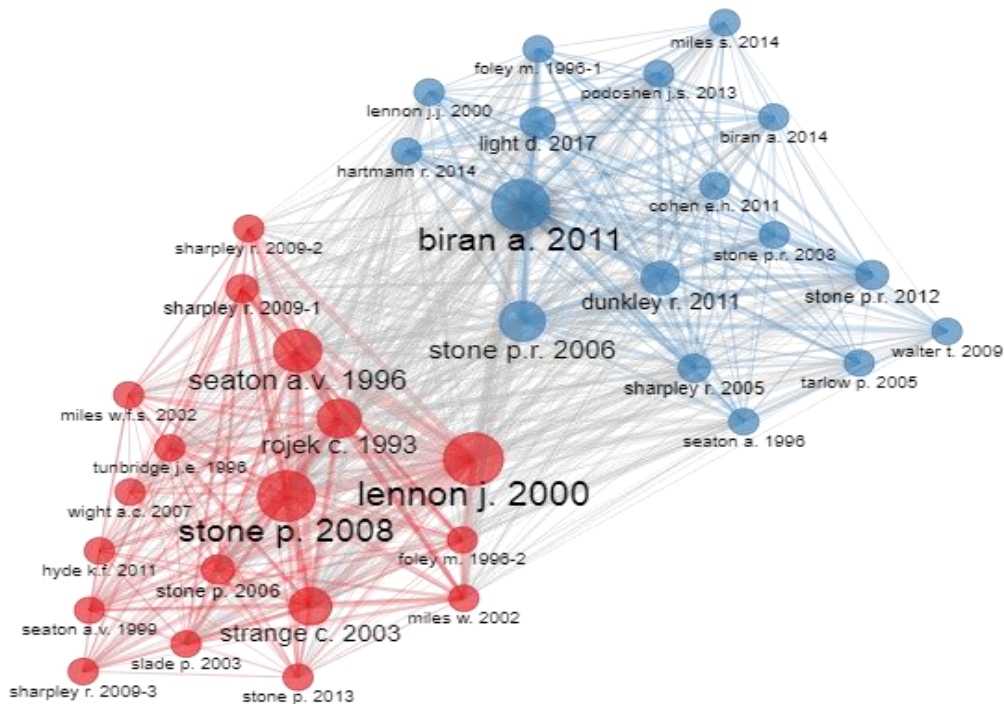 miles s. 2014
foley m. 1996-1
podoshen j.s. 2013
lennon j.j. 2000
biran a. 2014
light d. 2017
hartmann r. 2014
cohen e.h. 2011
biran a. 2011
sharpley r. 2009-2
stone p.r. 2008
dunkley r. 2011
stone p.r. 2012
sharpley r. 2009-1
stone p.r. 2006
walter t. 2009
seaton a.v. 1996
sharpley r. 2005
tarlow p. 2005
miles w.f.s. 2002
seaton a. 1996
rojek c. 1993
tunbridge j.e. 1996
lennon j. 2000
wight a.c. 2007
stone p. 2008
foley m. 1996-2
hyde k.f. 2011
stone p. 2006
miles w. 2002
seaton a.v. 1999
strange c. 2003
slade p. 2003
sharpley r. 2009-3
stone p. 2013